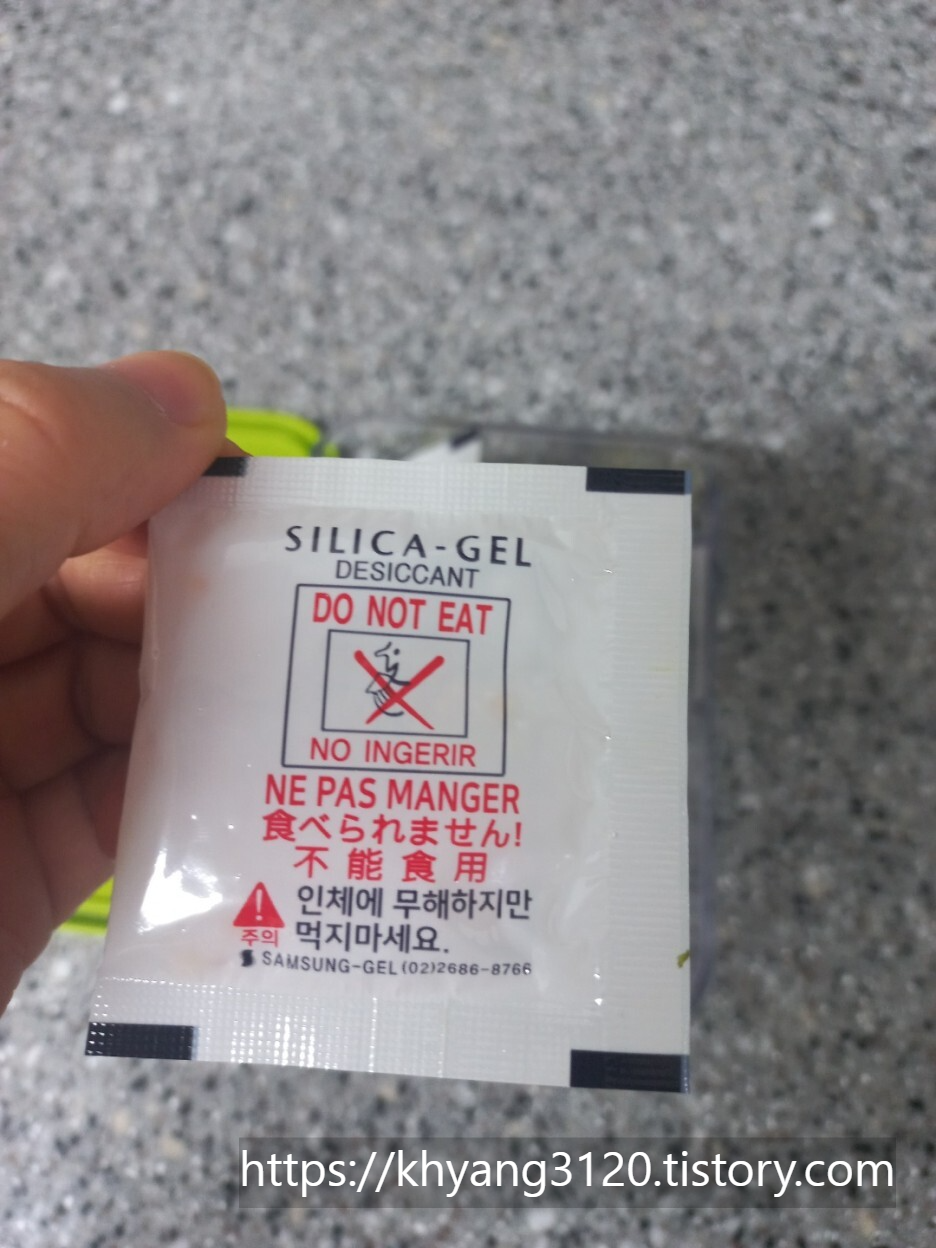 SILICA-GEL
DESICCANT
DO NOT EAT
NO INGERIR
NE PAS MANGER
食べられません!
不能食用
인체에 무해하지만
주의 먹지마세요.
SAMSUNG-GEL (02)2686-8766
https://khyang3120.tistory.com